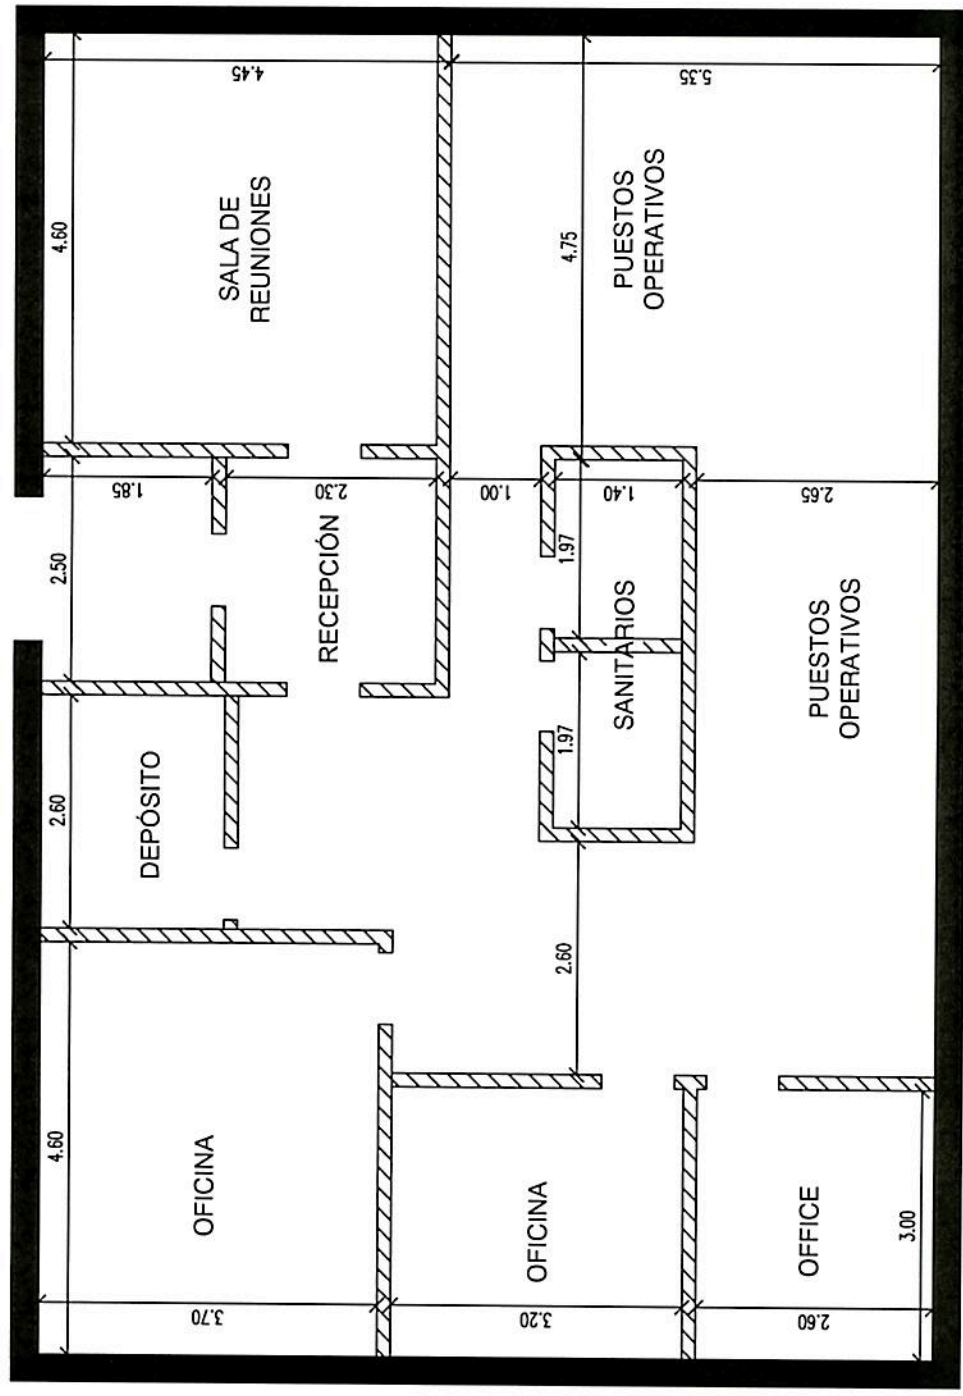 4.60
2.60
2.50
4.60
1.85
DEPÓSITO
3.70
OFICINA
SALA DE
REUNIONES
4.45
RECEPCIÓN
2.30
1.00
3.20
OFICINA
2.60
1.97
1.97
4.75
1.40
SANITARIOS
PUESTOS
OPERATIVOS
5.35
2.60
OFFICE
PUESTOS
OPERATIVOS
2.65
3.00